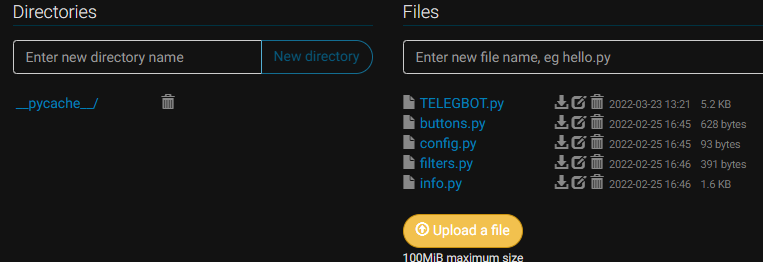 Directories
Enter new directory name
New directory
__pycache__/
Files
Enter new file name, eg hello.py
TELEGBOT.py 2022-03-23 13:21 5.2 KB
buttons.py 2022-02-25 16:45 628 bytes
config.py 2022-02-25 16:45 93 bytes
filters.py 2022-02-25 16:46 391 bytes
info.py 2022-02-25 16:46 1.6 KB
Upload a file
100MiB maximum size